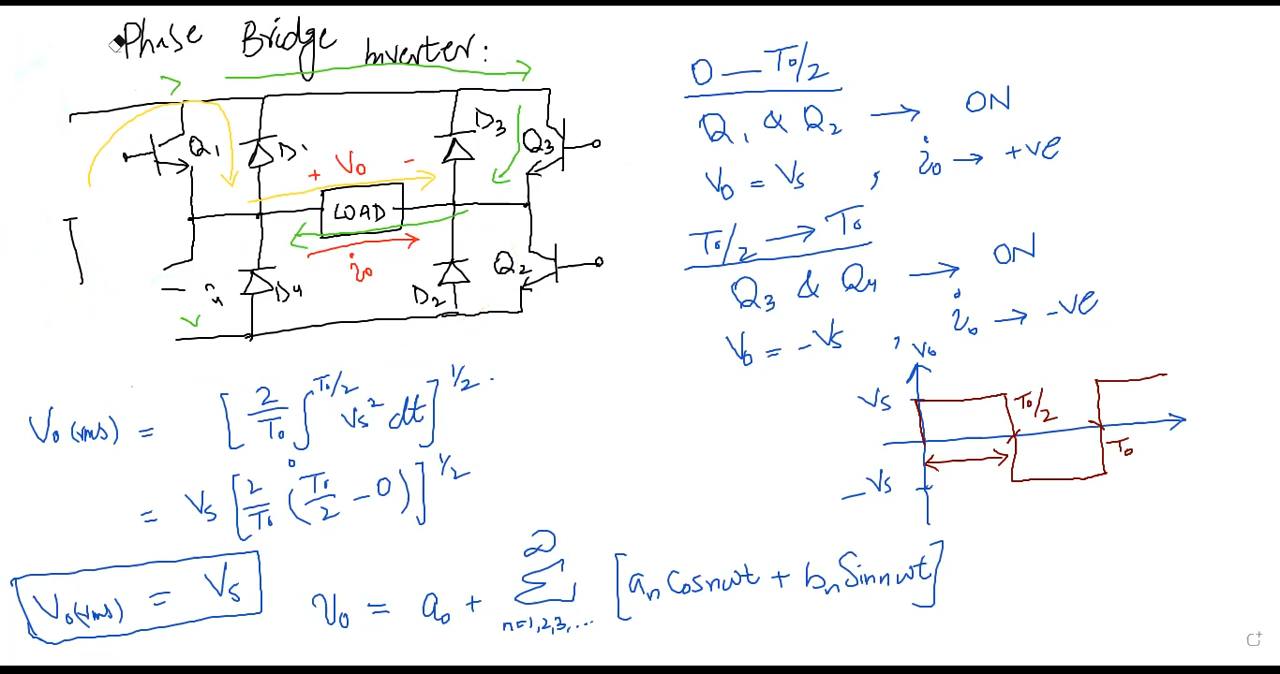 Phase Bridge Inverter:
Q1 D1 D3 Q3
+ V0 -
LOAD
i0
D4 D2 Q2
V0(rms) = [2/T0 ∫0^T0/2 Vs² dt]^1/2.
= Vs [2/T0 (T0/2 - 0)]^1/2
V0(rms) = Vs
0 — T0/2
Q1 & Q2 → ON
V0 = Vs , i0 → +ve
T0/2 → T0
Q3 & Q4 → ON
V0 = -Vs , i0 → -ve
V0
Vs T0/2
T0
-Vs
v0 = a0 + ∑ n=1,2,3,... ∞ [an Cosnωt + bn Sinnωt]